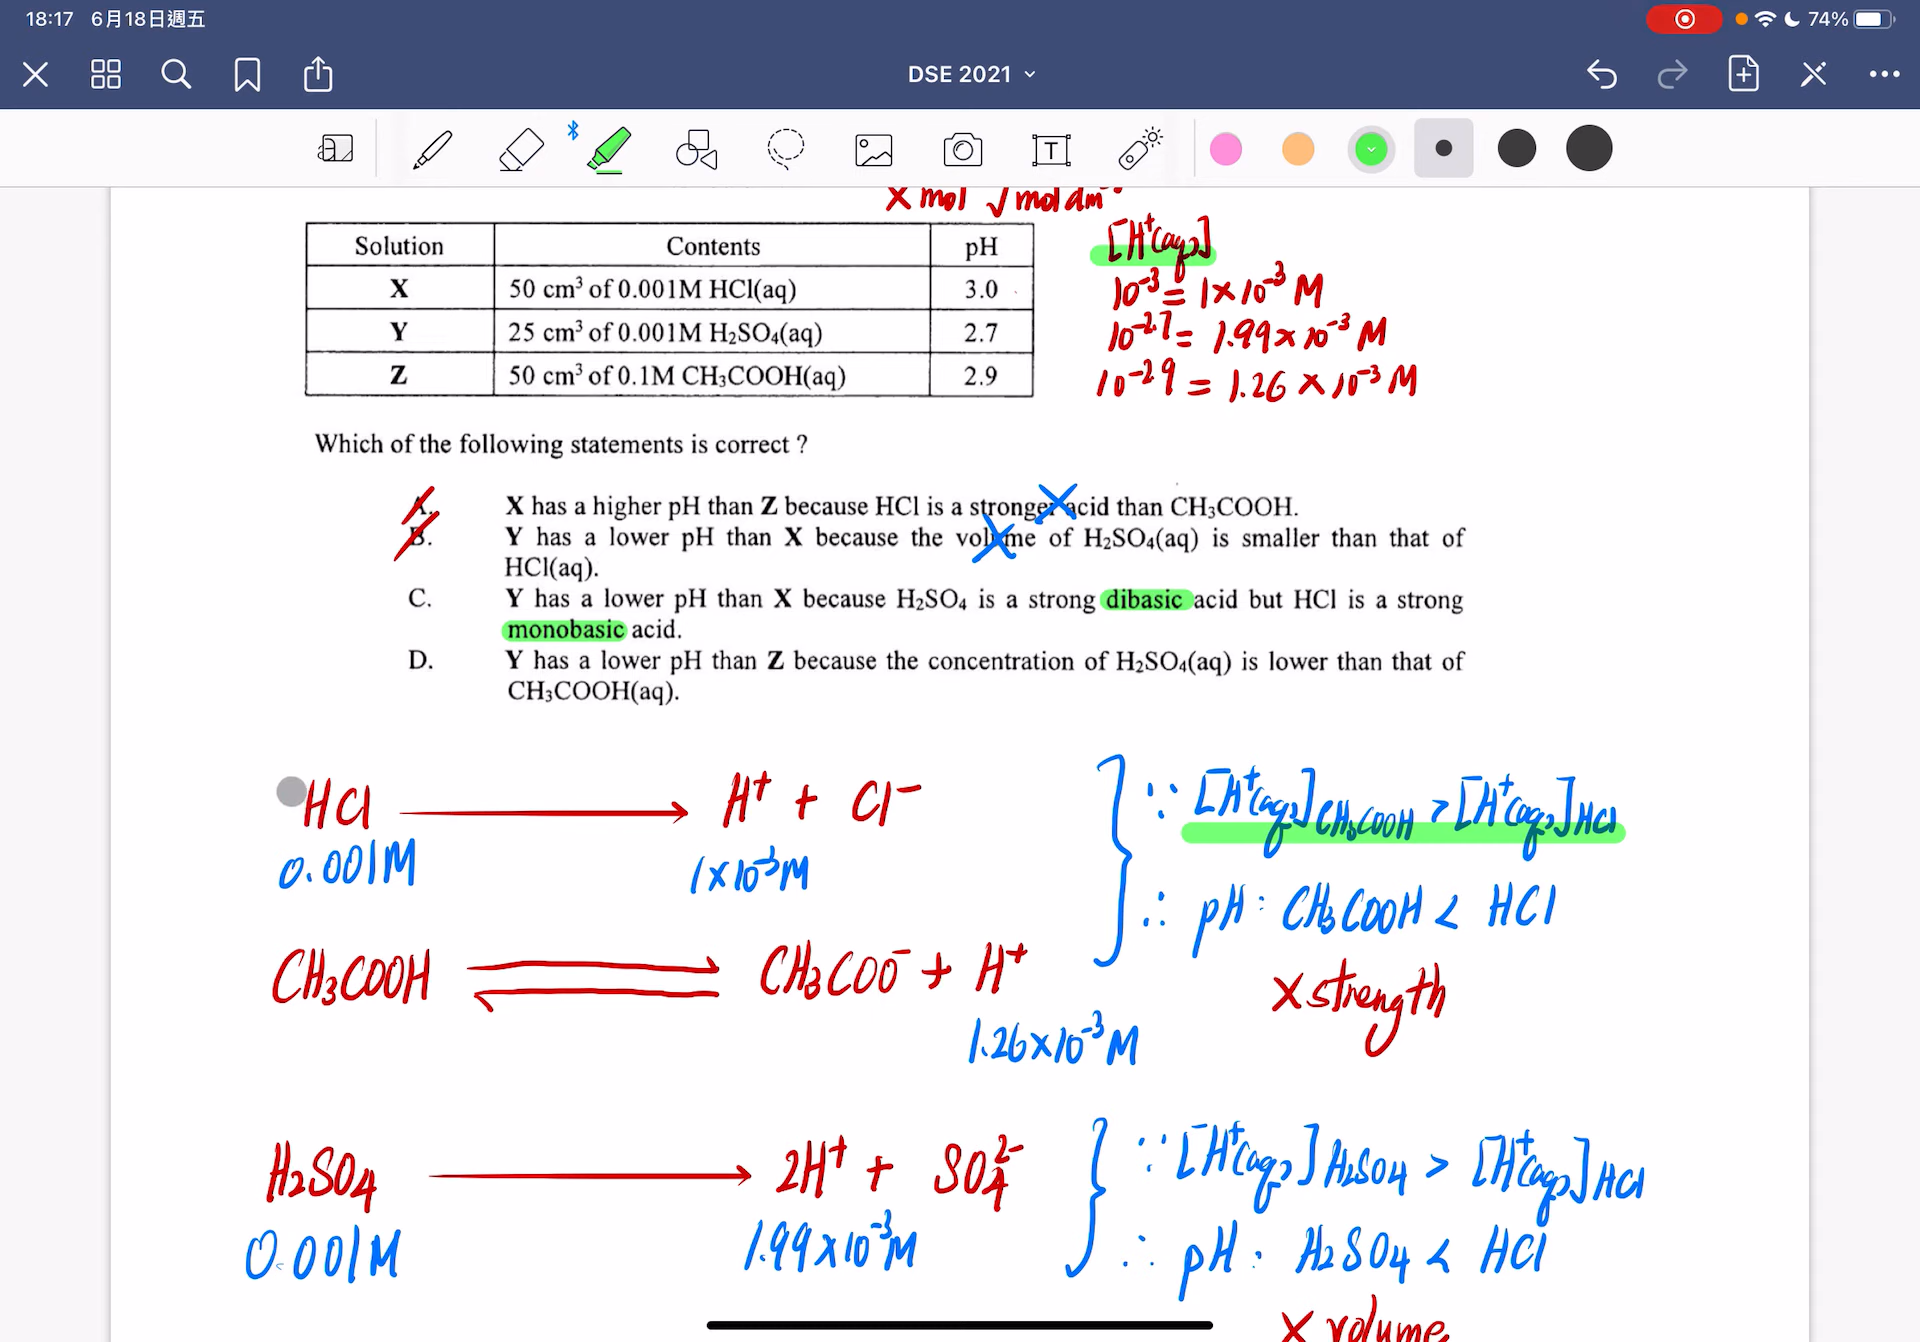 18:17 6月18日週五
74%
DSE 2021
X mol √ mol dm⁻³
Solution Contents pH
X 50 cm³ of 0.001M HCl(aq) 3.0
Y 25 cm³ of 0.001M H₂SO₄(aq) 2.7
Z 50 cm³ of 0.1M CH₃COOH(aq) 2.9
[H⁺(aq)]
10⁻³ = 1×10⁻³ M
10⁻²·⁷ = 1.99×10⁻³ M
10⁻²·⁹ = 1.26×10⁻³ M
Which of the following statements is correct ?
A. X has a higher pH than Z because HCl is a stronger acid than CH₃COOH.
B. Y has a lower pH than X because the volume of H₂SO₄(aq) is smaller than that of
HCl(aq).
C. Y has a lower pH than X because H₂SO₄ is a strong dibasic acid but HCl is a strong
monobasic acid.
D. Y has a lower pH than Z because the concentration of H₂SO₄(aq) is lower than that of
CH₃COOH(aq).
HCl → H⁺ + Cl⁻
0.001M 1×10⁻³M
∵ [H⁺(aq)]CH₃COOH > [H⁺(aq)]HCl
∴ pH : CH₃COOH < HCl
X strength
CH₃COOH ⇌ CH₃COO⁻ + H⁺
1.26×10⁻³M
H₂SO₄ → 2H⁺ + SO₄²⁻
0.001M 1.99×10⁻³M
∵ [H⁺(aq)]H₂SO₄ > [H⁺(aq)]HCl
∴ pH : H₂SO₄ < HCl
X volume